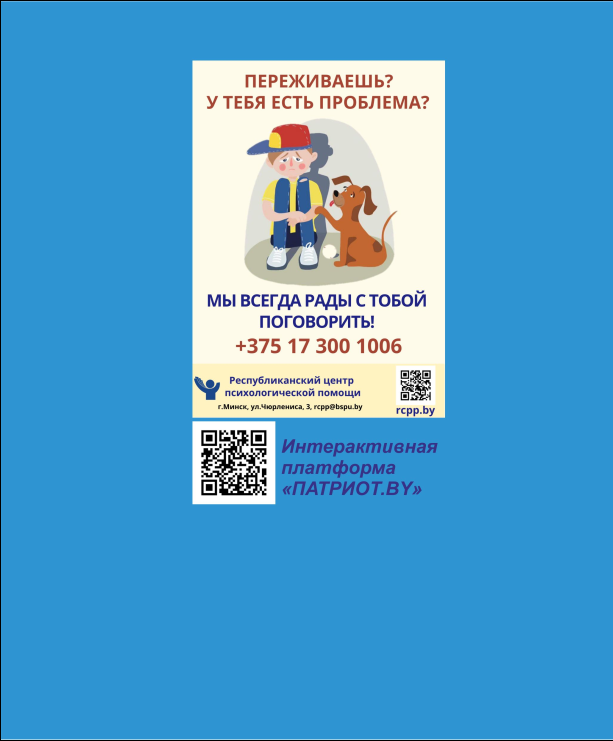 ПЕРЕЖИВАЕШЬ?
У ТЕБЯ ЕСТЬ ПРОБЛЕМА?
МЫ ВСЕГДА РАДЫ С ТОБОЙ
ПОГОВОРИТЬ!
+375 17 300 1006
Республиканский центр
психологической помощи
г.Минск, ул.Чюрлениса, 3, rcpp@bspu.by
rcpp.by
Интерактивная
платформа
«ПАТРИОТ.BY»